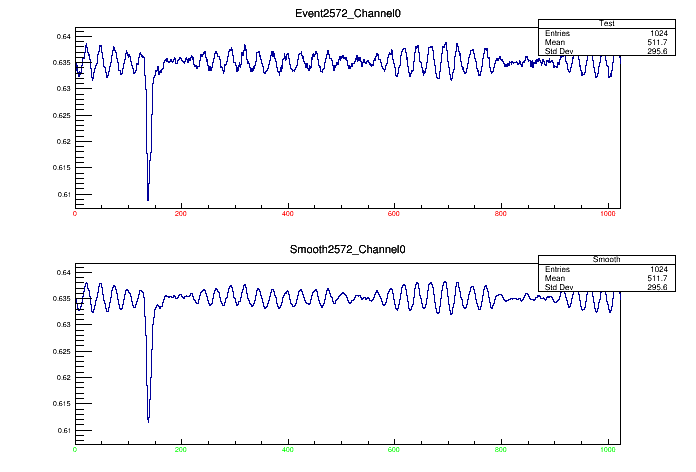 Event2572_Channel0
Test
Entries 1024
Mean 511.7
Std Dev 295.6
0.64
0.635
0.63
0.625
0.62
0.615
0.61
0 200 400 600 800 1000
Smooth2572_Channel0
Smooth
Entries 1024
Mean 511.7
Std Dev 295.6
0.64
0.635
0.63
0.625
0.62
0.615
0.61
0 200 400 600 800 1000